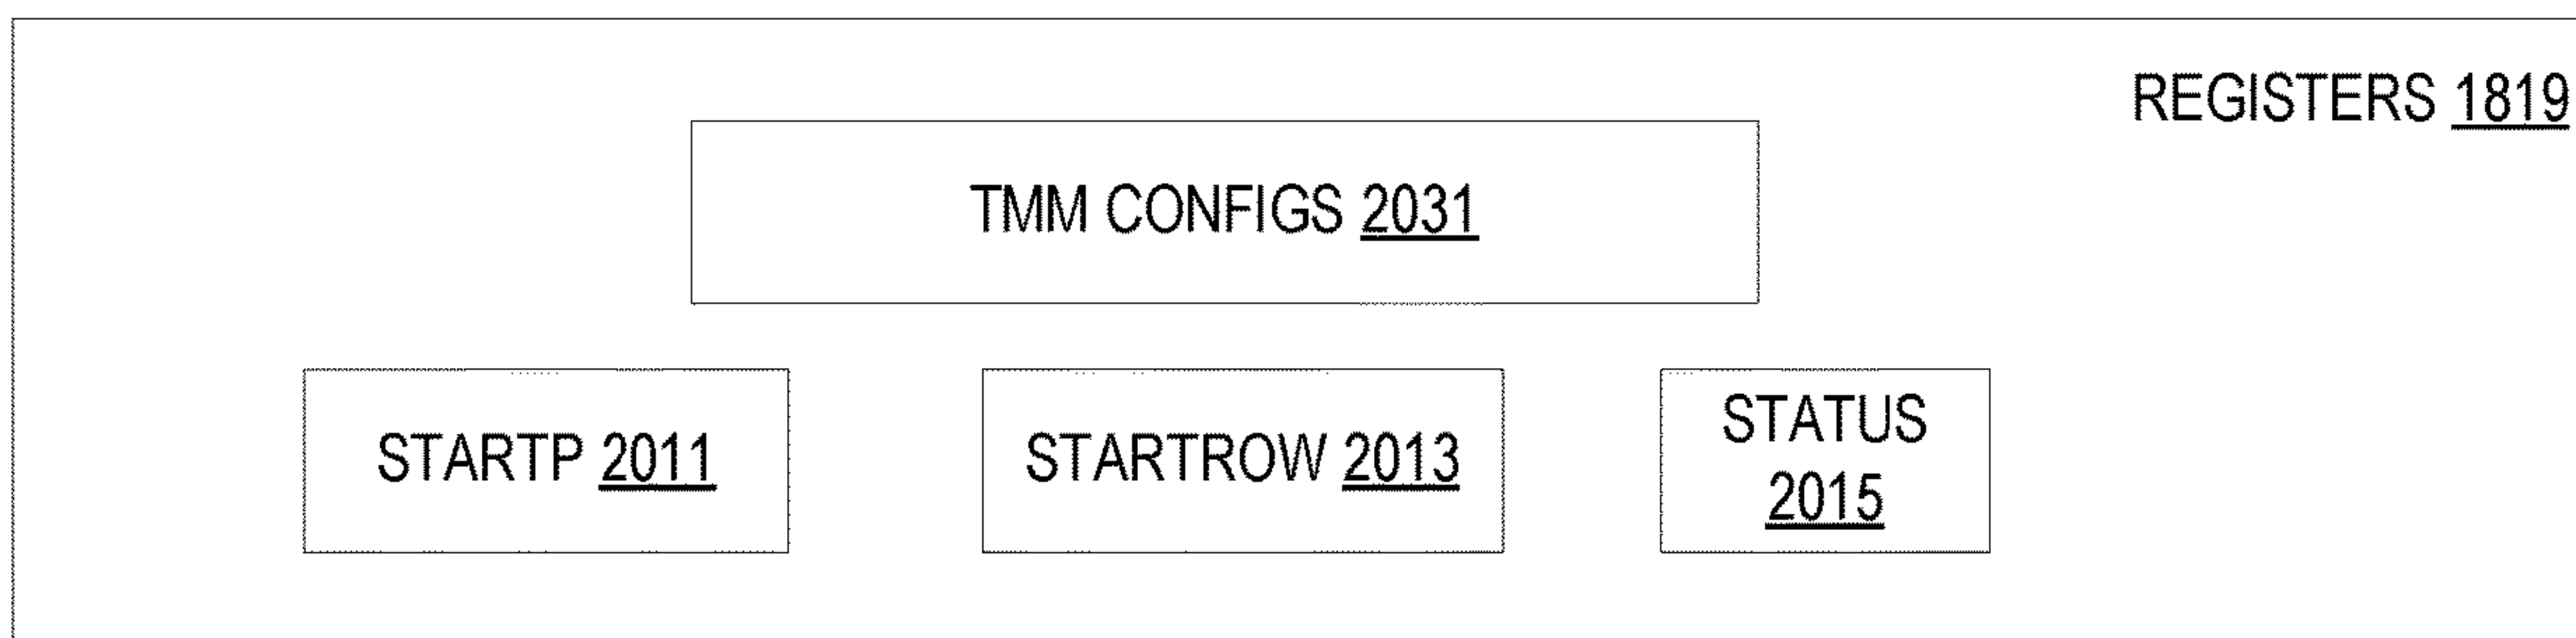 REGISTERS 1819
TMM CONFIGS 2031
STARTP 2011
STARTROW 2013
STATUS
2015